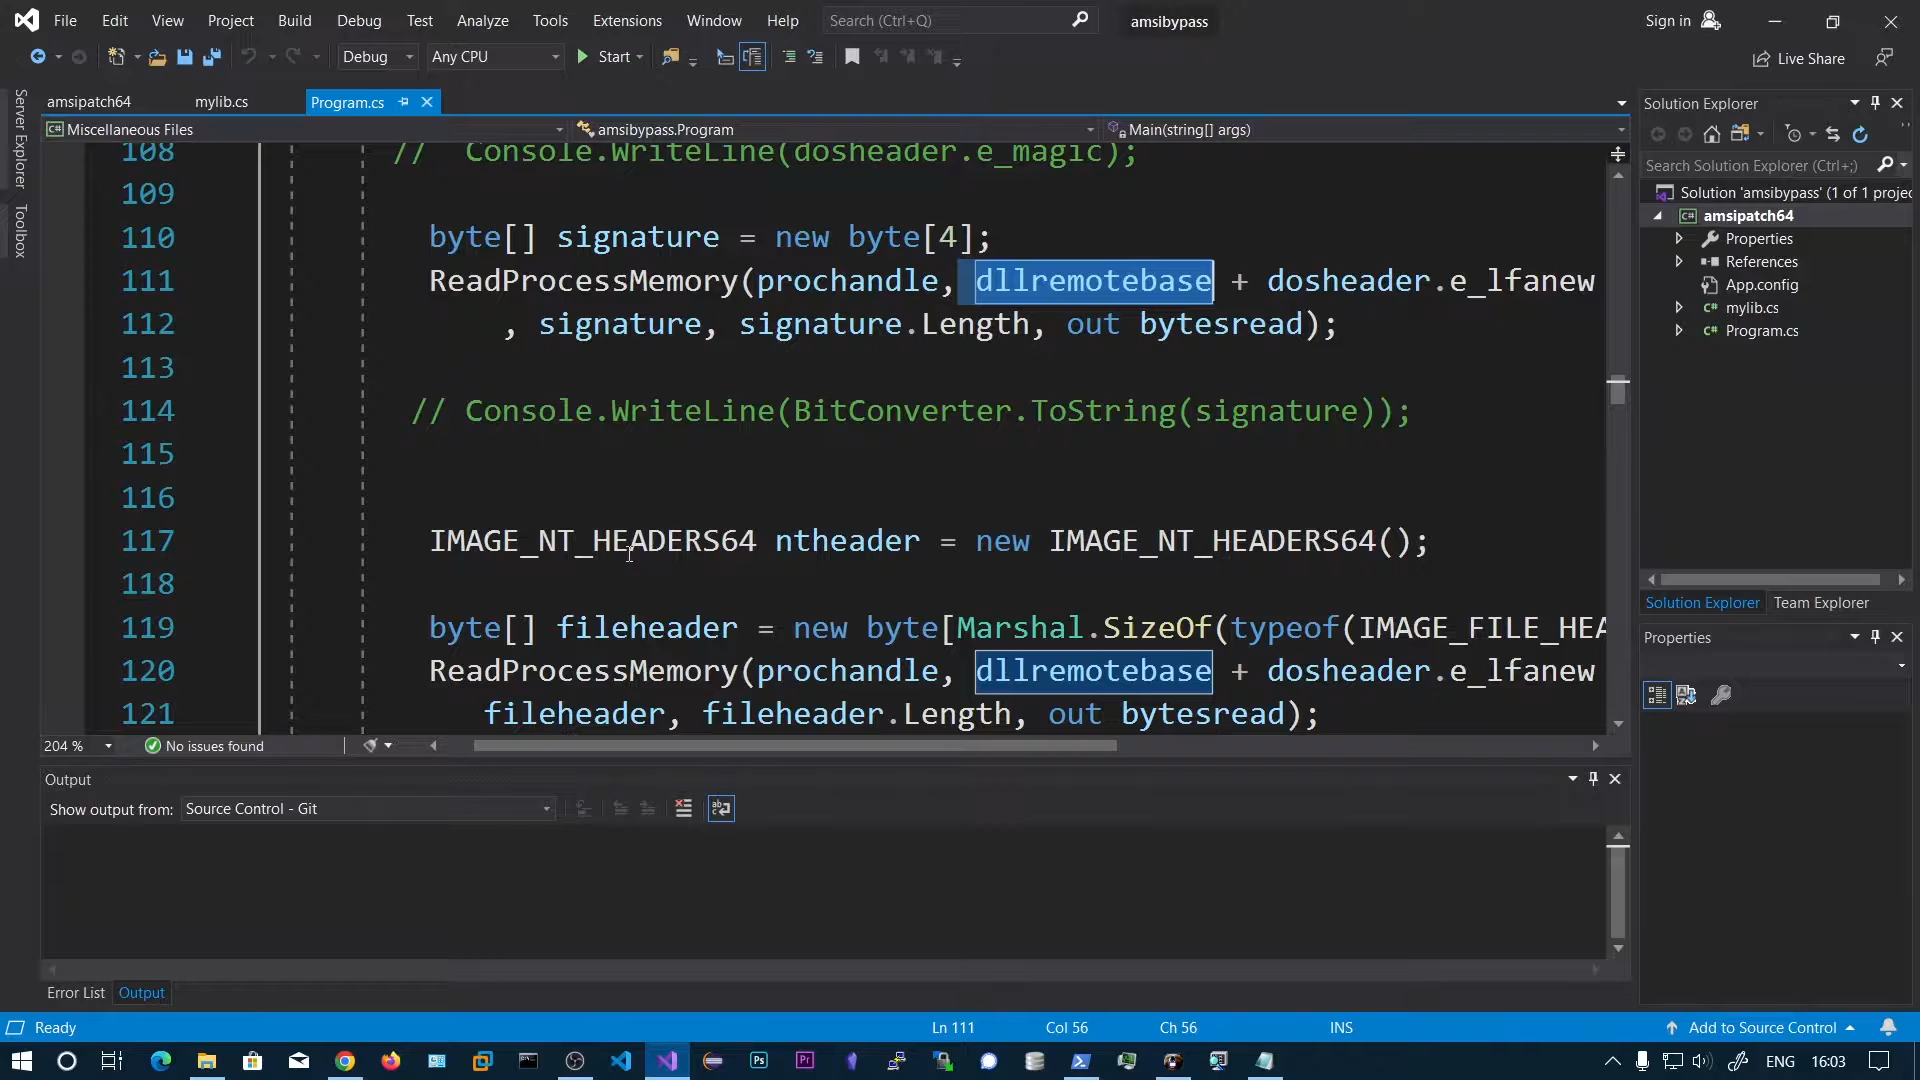 File Edit View Project Build Debug Test Analyze Tools Extensions Window Help Search (Ctrl+Q) amsibypass Sign in
Debug Any CPU Start Live Share
Server Explorer
Toolbox
amsipatch64 mylib.cs Program.cs
Miscellaneous Files amsibypass.Program Main(string[] args)
108 // Console.WriteLine(dosheader.e_magic);
109
110 byte[] signature = new byte[4];
111 ReadProcessMemory(prochandle, dllremotebase + dosheader.e_lfanew
112 , signature, signature.Length, out bytesread);
113
114 // Console.WriteLine(BitConverter.ToString(signature));
115
116
117 IMAGE_NT_HEADERS64 ntheader = new IMAGE_NT_HEADERS64();
118
119 byte[] fileheader = new byte[Marshal.SizeOf(typeof(IMAGE_FILE_HEA
120 ReadProcessMemory(prochandle, dllremotebase + dosheader.e_lfanew
121 fileheader, fileheader.Length, out bytesread);
204 % No issues found
Output
Show output from: Source Control - Git
Error List Output
Solution Explorer
Search Solution Explorer (Ctrl+;)
Solution 'amsibypass' (1 of 1 projec
amsipatch64
Properties
References
App.config
mylib.cs
Program.cs
Solution Explorer Team Explorer
Properties
Ready Ln 111 Col 56 Ch 56 INS Add to Source Control
ENG 16:03